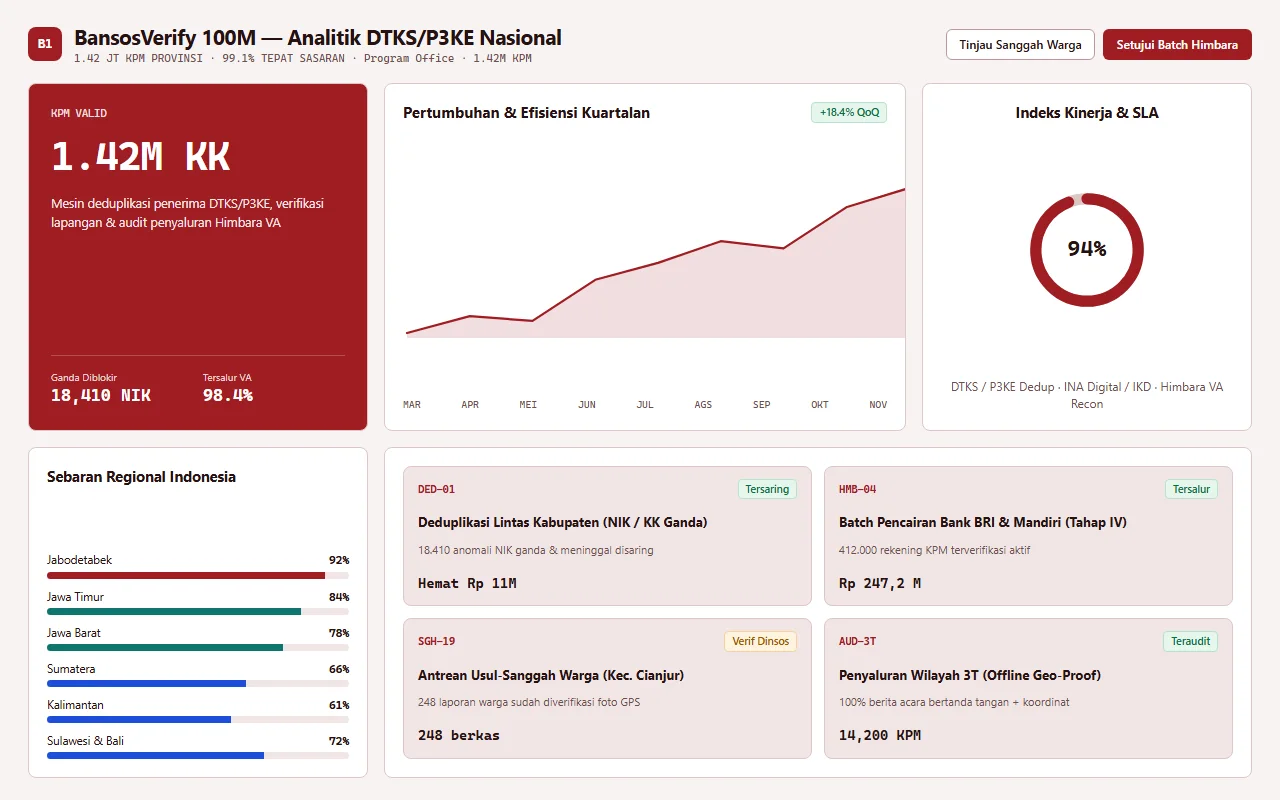 B1
BansosVerify 100M — Analitik DTKS/P3KE Nasional
1.42 JT KPM PROVINSI · 99.1% TEPAT SASARAN · Program Office · 1.42M KPM
Tinjau Sanggah Warga
Setujui Batch Himbara
KPM VALID
1.42M KK
Mesin deduplikasi penerima DTKS/P3KE, verifikasi
lapangan & audit penyaluran Himbara VA
Ganda Diblokir
18,410 NIK
Tersalur VA
98.4%
Pertumbuhan & Efisiensi Kuartalan
+18.4% QoQ
MAR APR MEI JUN JUL AGS SEP OKT NOV
Indeks Kinerja & SLA
94%
DTKS / P3KE Dedup · INA Digital / IKD · Himbara VA
Recon
Sebaran Regional Indonesia
Jabodetabek 92%
Jawa Timur 84%
Jawa Barat 78%
Sumatera 66%
Kalimantan 61%
Sulawesi & Bali 72%
DED-01
Tersaring
Deduplikasi Lintas Kabupaten (NIK / KK Ganda)
18.410 anomali NIK ganda & meninggal disaring
Hemat Rp 11M
HMB-04
Tersalur
Batch Pencairan Bank BRI & Mandiri (Tahap IV)
412.000 rekening KPM terverifikasi aktif
Rp 247,2 M
SGH-19
Verif Dinsos
Antrean Usul-Sanggah Warga (Kec. Cianjur)
248 laporan warga sudah diverifikasi foto GPS
248 berkas
AUD-3T
Teraudit
Penyaluran Wilayah 3T (Offline Geo-Proof)
100% berita acara bertanda tangan + koordinat
14,200 KPM